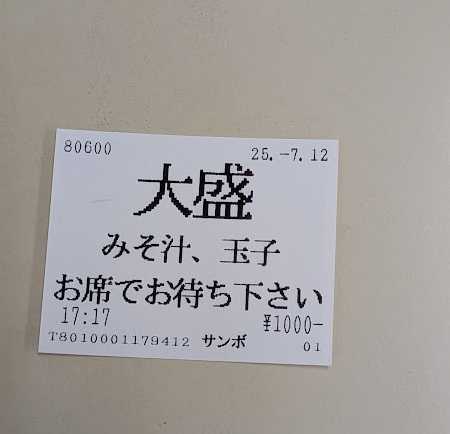 80600 25.-7.12
大盛
みそ汁、玉子
お席でお待ち下さい
17:17 ¥1000-
T8010001179412 サンボ 01